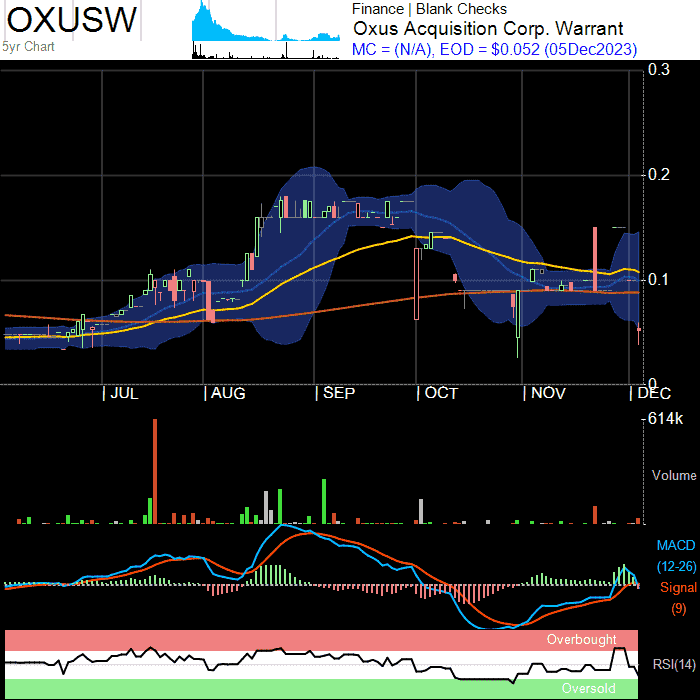 OXUSW
5yr Chart
Finance | Blank Checks
Oxus Acquisition Corp. Warrant
MC = (N/A), EOD = $0.052 (05Dec2023)
0.3
0.2
0.1
0
JUL
AUG
SEP
OCT
NOV
DEC
614k
Volume
MACD
(12-26)
Signal
(9)
Overbought
RSI(14)
Oversold